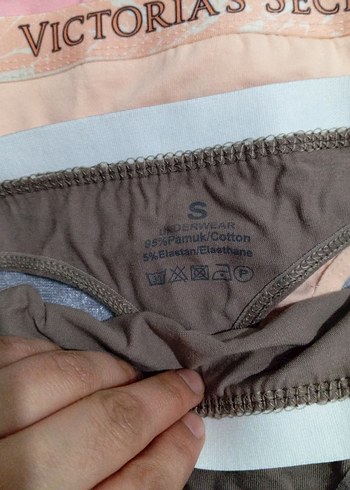 VICTORIA'S SEC
S
UNDERWEAR
95%Pamuk/Cotton
5%Elastan/Elasthane
P